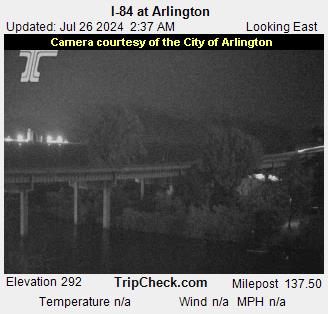 I-84 at Arlington
Updated: Jul 26 2024 2:37 AM Looking East
Camera courtesy of the City of Arlington
Elevation 292 TripCheck.com Milepost 137.50
Temperature n/a Wind n/a MPH n/a